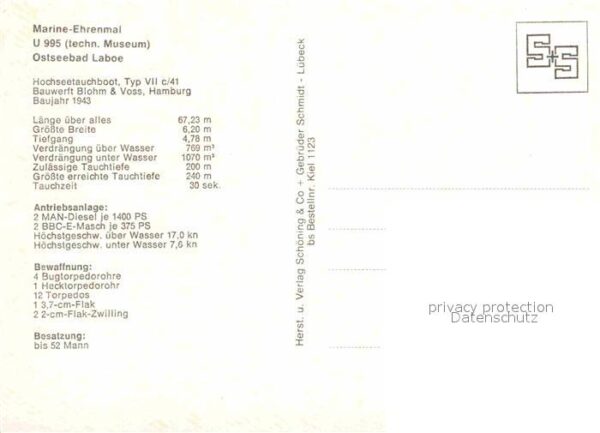 Marine-Ehrenmal
U 995 (techn. Museum)
Ostseebad Laboe
Hochseetauchboot, Typ VII c/41
Bauwerft Blohm & Voss, Hamburg
Baujahr 1943
Länge über alles 67,23 m
Größte Breite 6,20 m
Tiefgang 4,78 m
Verdrängung über Wasser 769 m³
Verdrängung unter Wasser 1070 m³
Zulässige Tauchtiefe 200 m
Größte erreichte Tauchtiefe 240 m
Tauchzeit 30 sek.
Antriebsanlage:
2 MAN-Diesel je 1400 PS
2 BBC-E-Masch je 375 PS
Höchstgeschw. über Wasser 17,0 kn
Höchstgeschw. unter Wasser 7,6 kn
Bewaffnung:
4 Bugtorpedorohre
1 Hecktorpedorohr
12 Torpedos
1 3,7-cm-Flak
2 2-cm-Flak-Zwilling
Besatzung:
bis 52 Mann
Herst. u. Verlag Schöning & Co + Gebrüder Schmidt - Lübeck
bs Bestellnr. Kiel 1123
S+S
privacy protection
Datenschutz